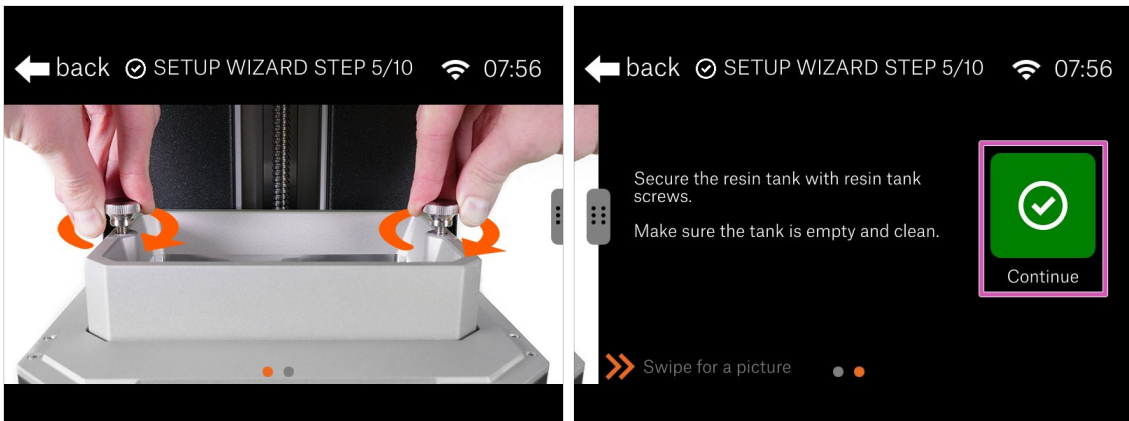 back SETUP WIZARD STEP 5/10 07:56
back SETUP WIZARD STEP 5/10 07:56
Secure the resin tank with resin tank
screws.
Make sure the tank is empty and clean.
Continue
Swipe for a picture